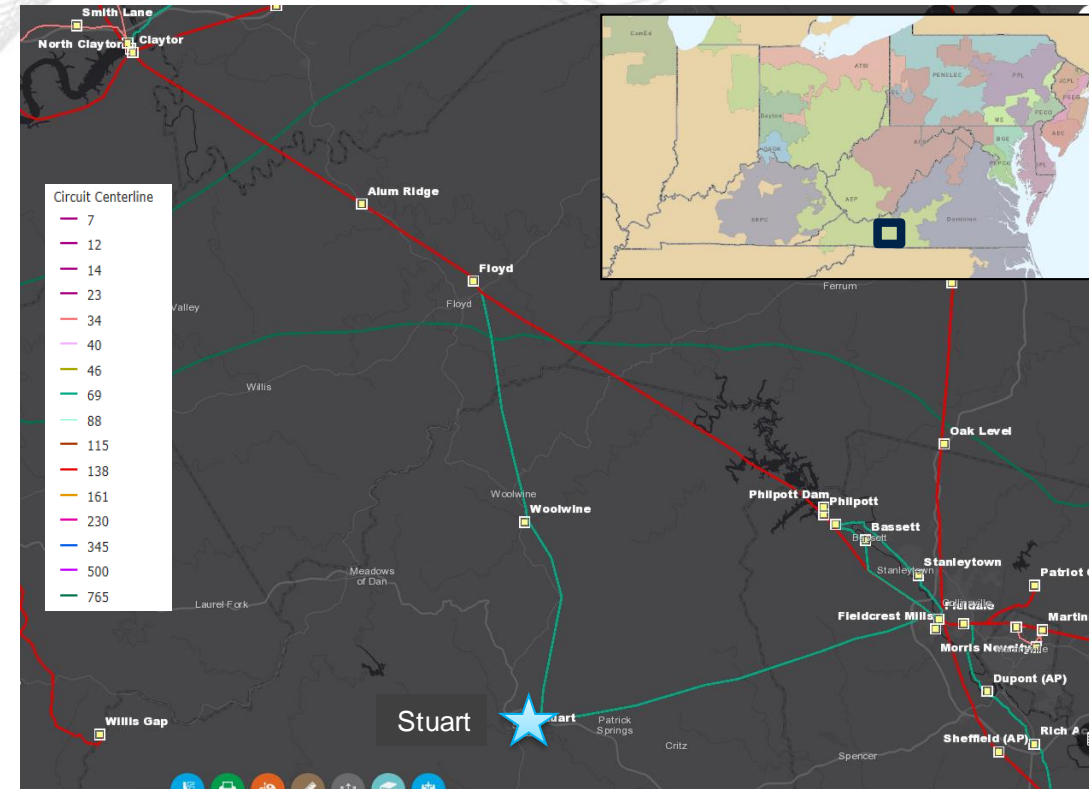 Smith Lane
North Claytor
Claytor
Alum Ridge
Floyd
Floyd
Valley
Willis
Ferrum
Oak Level
Woolwine
Woolwine
Philpott Dam
Philpott
Bassett
Stanleytown
Stanleytown
Meadows
of Dan
Laurel Fork
Patriot
Fieldcrest Mills
Martin
Morris Novelty
Dupont (AP)
Willis Gap
Stuart
Patrick
Springs
Critz
Spencer
Sheffield (AP)
Rich
Circuit Centerline
7
12
14
23
34
40
46
69
88
115
138
161
230
345
500
765
ComEd
ATSI
PENELEC
PPL
JCPL
PSEG
Dayton
ME
PECO
AEC
BGE
PEPCO
DPL
AEP
EKPC
Dominion